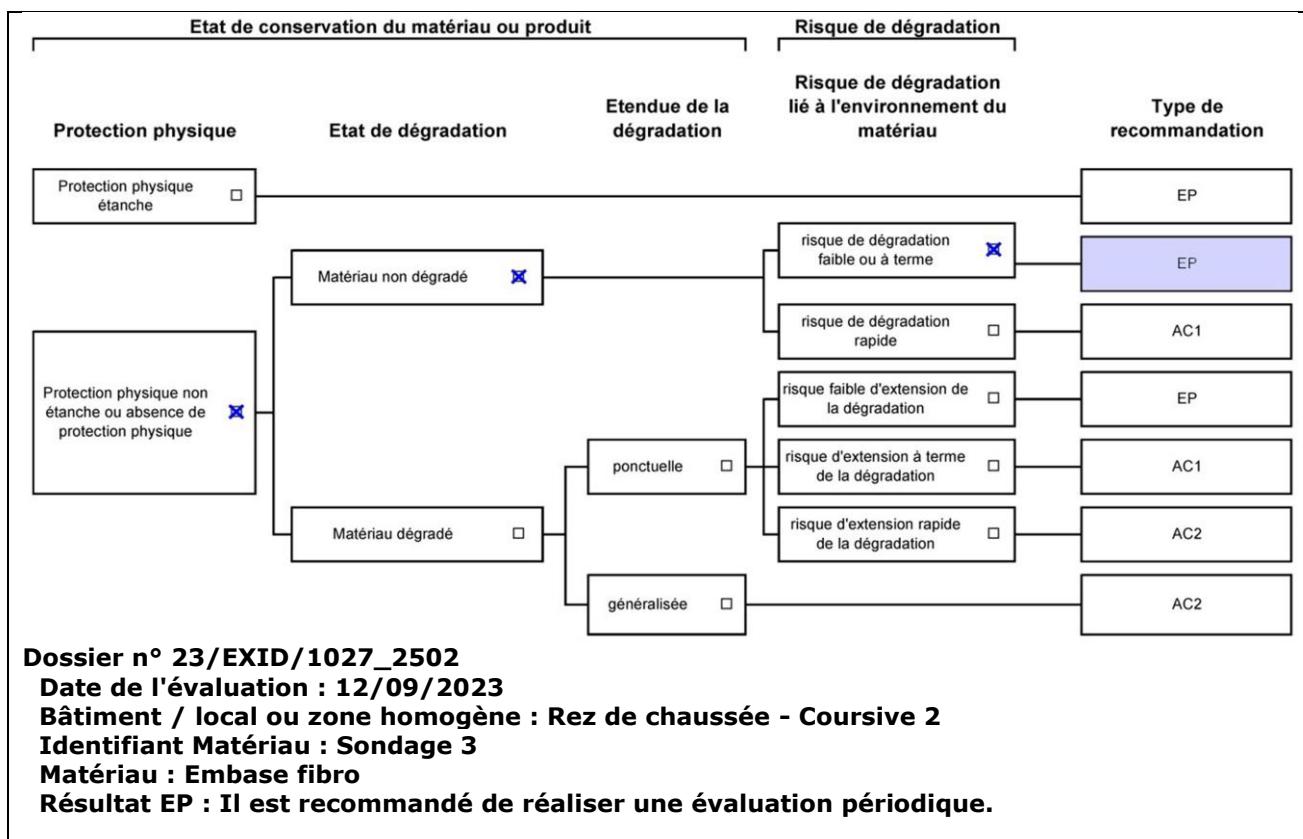 Etat de conservation du matériau ou produit
Risque de dégradation
Protection physique
Etat de dégradation
Etendue de la
dégradation
Risque de dégradation
lié à l'environnement du
matériau
Type de
recommandation
Protection physique
étanche
EP
risque de dégradation
faible ou à terme
EP
Matériau non dégradé
risque de dégradation
rapide
AC1
Protection physique non
étanche ou absence de
protection physique
risque faible d'extension de
la dégradation
EP
ponctuelle
risque d'extension à terme
de la dégradation
AC1
Matériau dégradé
risque d'extension rapide
de la dégradation
AC2
généralisée
AC2
Dossier n° 23/EXID/1027_2502
Date de l'évaluation : 12/09/2023
Bâtiment / local ou zone homogène : Rez de chaussée - Coursive 2
Identifiant Matériau : Sondage 3
Matériau : Embase fibro
Résultat EP : Il est recommandé de réaliser une évaluation périodique.